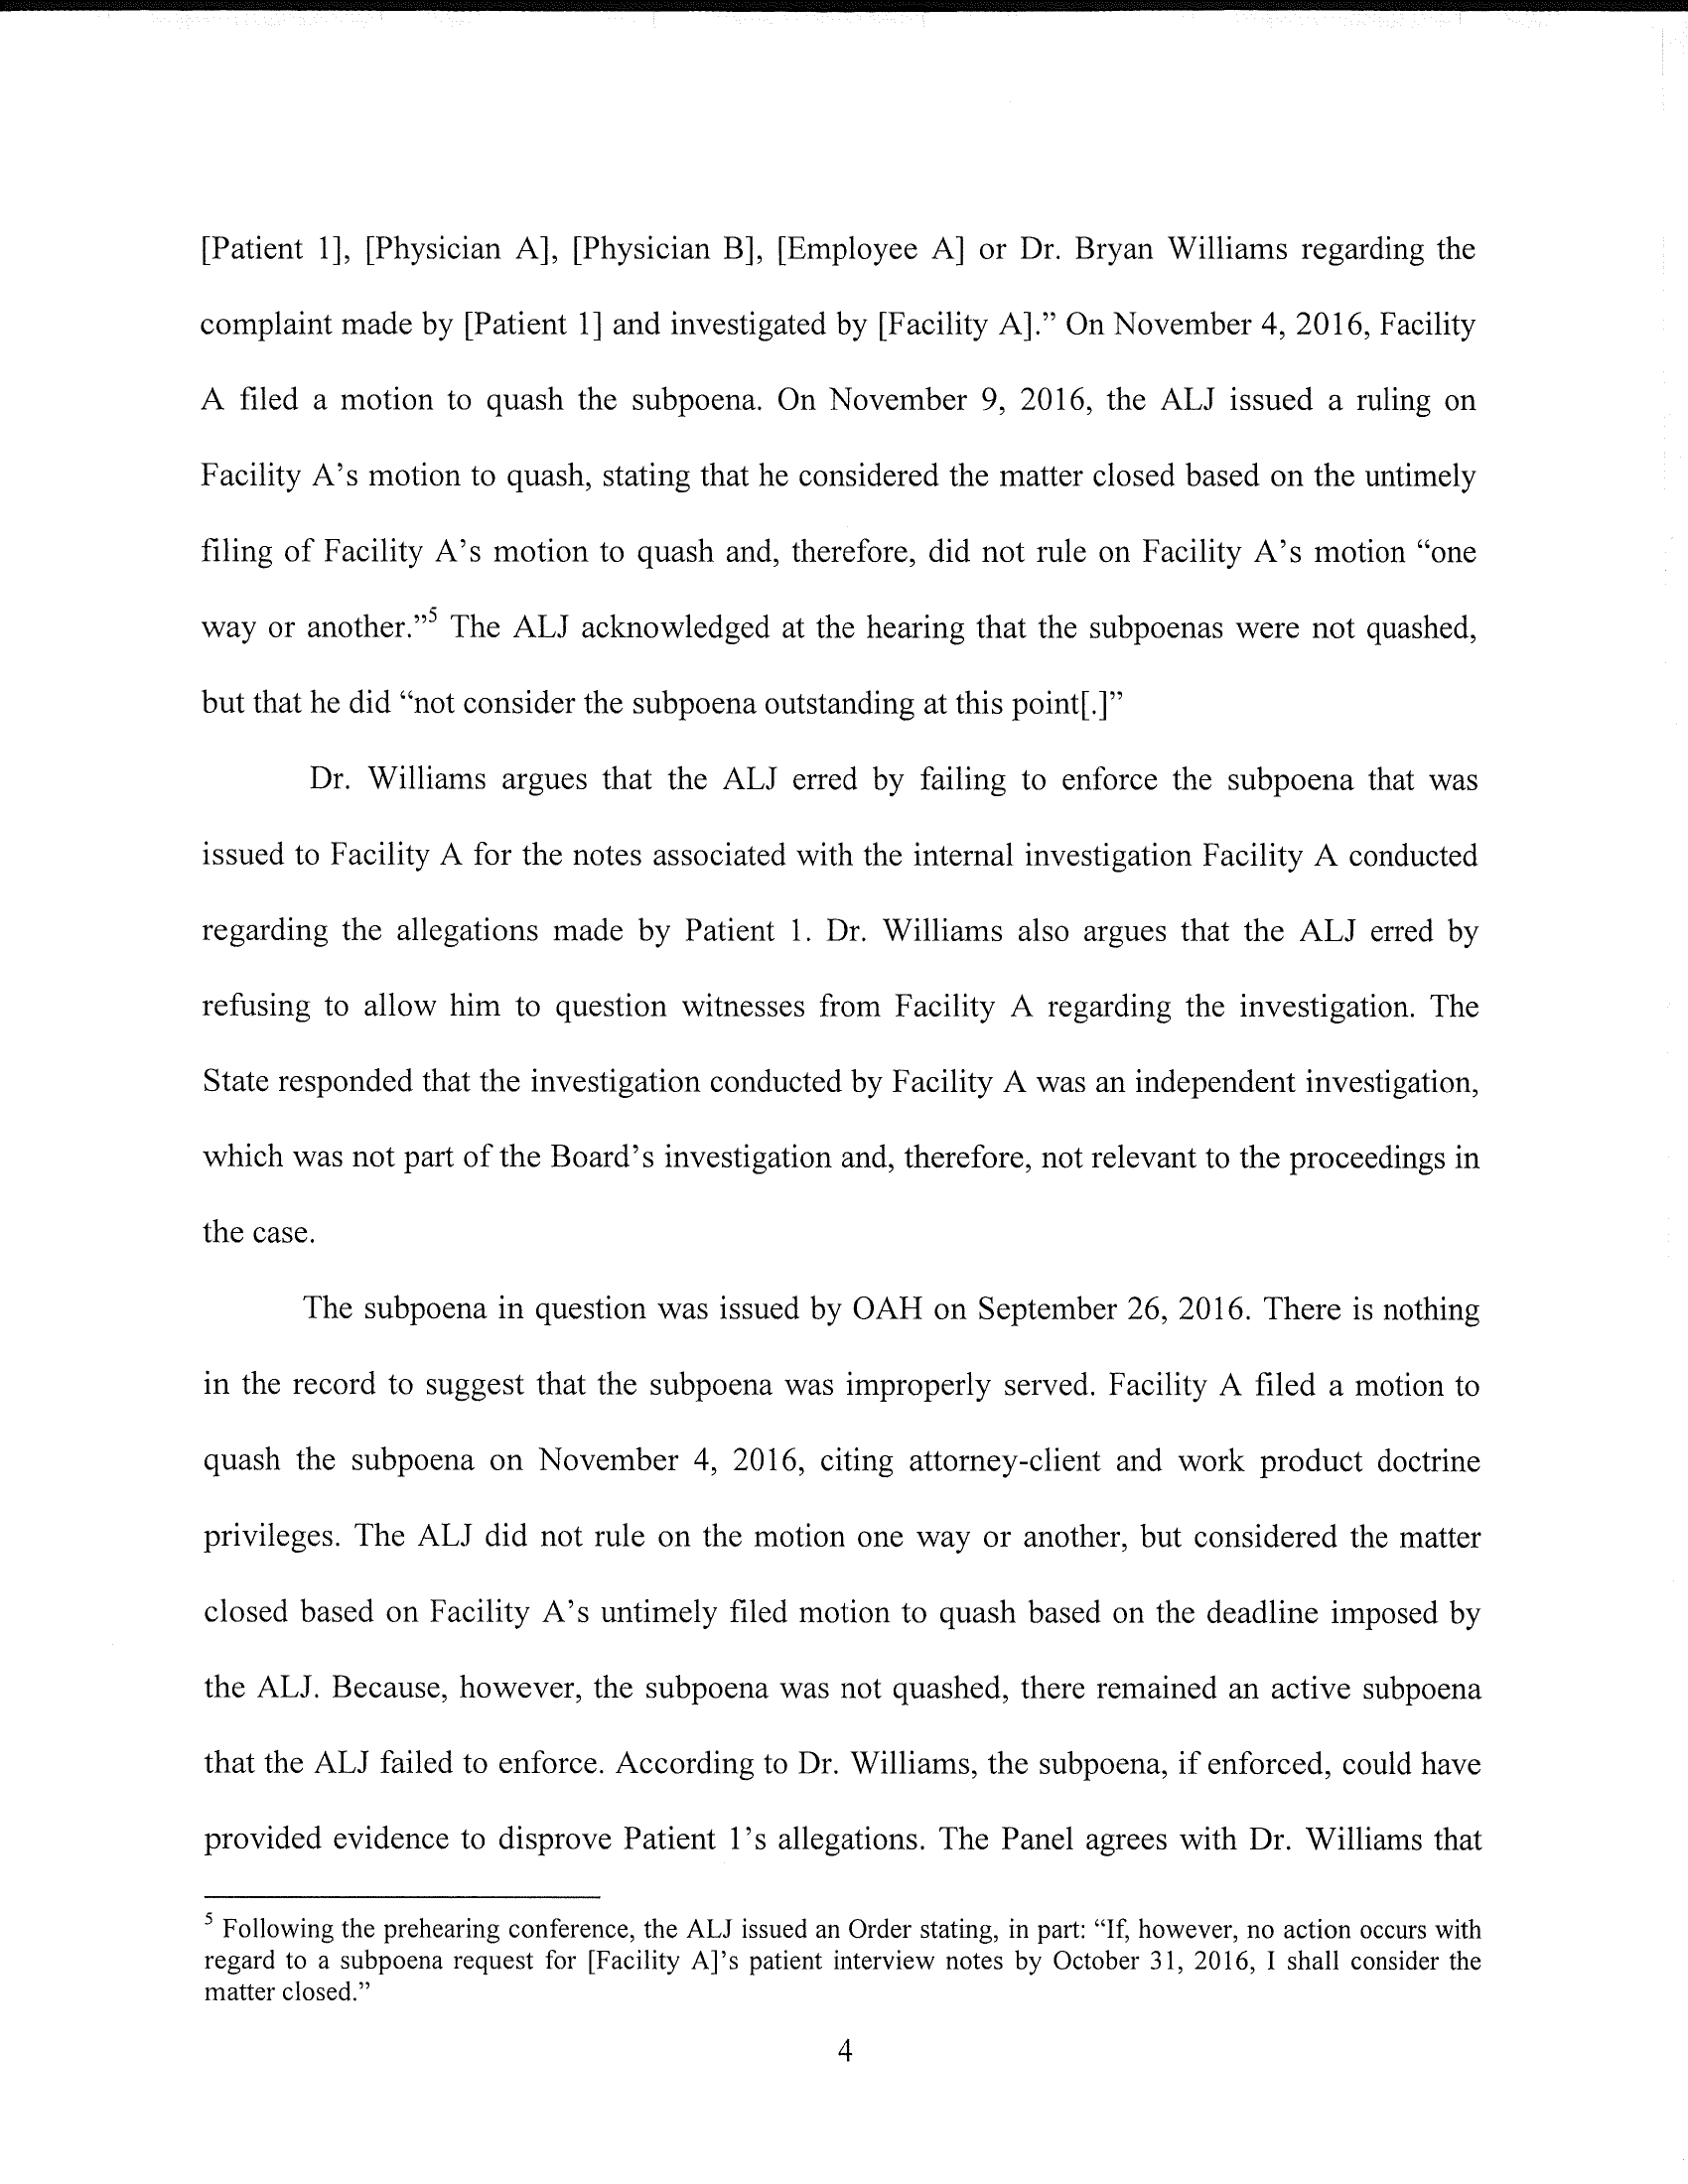 [Patient 1], [Physician A], [Physician B], [Employee A] or Dr. Bryan Williams regarding the
complaint made by [Patient 1] and investigated by [Facility A].” On November 4, 2016, Facility
A filed a motion to quash the subpoena. On November 9, 2016, the ALJ issued a ruling on
Facility A’s motion to quash, stating that he considered the matter closed based on the untimely
filing of Facility A’s motion to quash and, therefore, did not rule on Facility A’s motion “one
way or another.”5 The ALJ acknowledged at the hearing that the subpoenas were not quashed,
but that he did “not consider the subpoena outstanding at this point[.]”
Dr. Williams argues that the ALJ erred by failing to enforce the subpoena that was
issued to Facility A for the notes associated with the internal investigation Facility A conducted
regarding the allegations made by Patient 1. Dr. Williams also argues that the ALJ erred by
refusing to allow him to question witnesses from Facility A regarding the investigation. The
State responded that the investigation conducted by Facility A was an independent investigation,
which was not part of the Board’s investigation and, therefore, not relevant to the proceedings in
the case.
The subpoena in question was issued by OAH on September 26, 2016. There is nothing
in the record to suggest that the subpoena was improperly served. Facility A filed a motion to
quash the subpoena on November 4, 2016, citing attorney-client and work product doctrine
privileges. The ALJ did not rule on the motion one way or another, but considered the matter
closed based on Facility A’s untimely filed motion to quash based on the deadline imposed by
the ALJ. Because, however, the subpoena was not quashed, there remained an active subpoena
that the ALJ failed to enforce. According to Dr. Williams, the subpoena, if enforced, could have
provided evidence to disprove Patient 1’s allegations. The Panel agrees with Dr. Williams that
5 Following the prehearing conference, the ALJ issued an Order stating, in part: “If, however, no action occurs with
regard to a subpoena request for [Facility A]’s patient interview notes by October 31, 2016, I shall consider the
matter closed.”
4